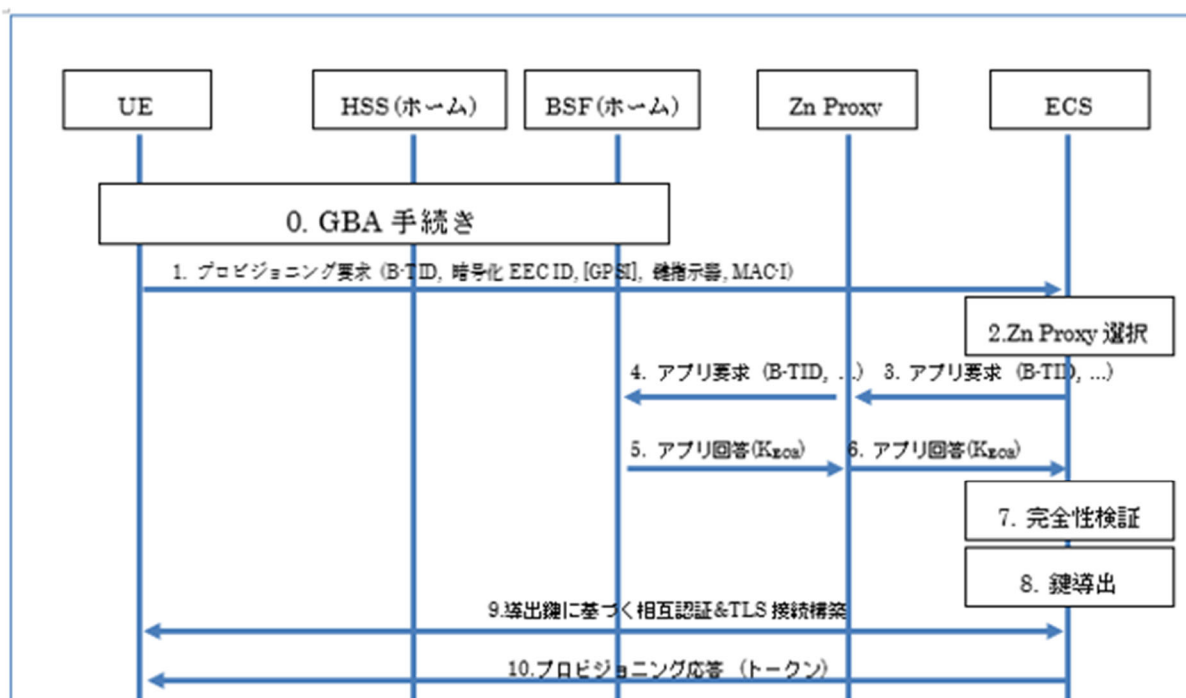 UE
HSS(ホーム)
BSF(ホーム)
Zn Proxy
ECS
0. GBA 手続き
1. プロビジョニング要求 (B-TID, 暗号化 EEC ID, [GPSI], 鍵指示器, MAC-I)
2.Zn Proxy 選択
4. アプリ要求 (B-TID, ...)
3. アプリ要求 (B-TID, ...)
5. アプリ回答(KECS)
6. アプリ回答(KECS)
7. 完全性検証
8. 鍵導出
9.導出鍵に基づく相互認証&TLS 接続構築
10.プロビジョニング応答 (トークン)